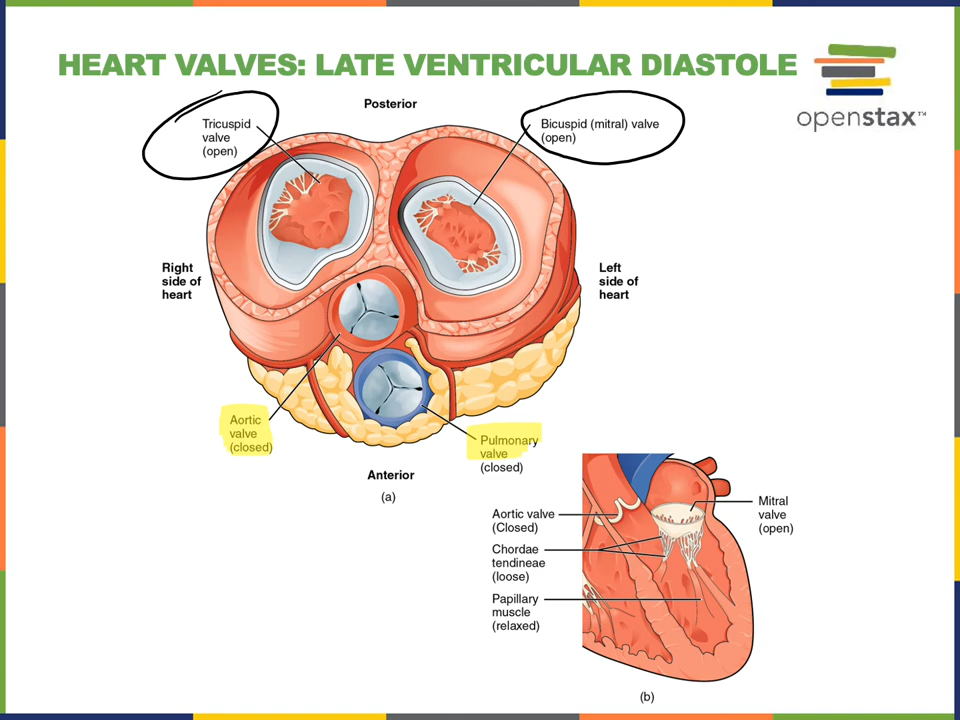 HEART VALVES: LATE VENTRICULAR DIASTOLE
openstax™
Posterior
Tricuspid
valve
(open)
Bicuspid (mitral) valve
(open)
Right
side of
heart
Left
side of
heart
Aortic
valve
(closed)
Pulmonary
valve
(closed)
Anterior
(a)
Aortic valve
(Closed)
Chordae
tendineae
(loose)
Papillary
muscle
(relaxed)
Mitral
valve
(open)
(b)